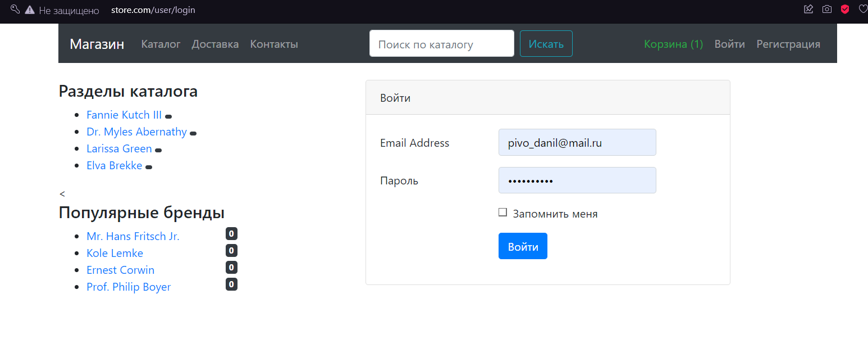 Не защищено store.com/user/login
Магазин Каталог Доставка Контакты Поиск по каталогу Искать Корзина (1) Войти Регистрация
Разделы каталога
Fannie Kutch III
Dr. Myles Abernathy
Larissa Green
Elva Brekke
<
Популярные бренды
Mr. Hans Fritsch Jr. 0
Kole Lemke 0
Ernest Corwin 0
Prof. Philip Boyer 0
Войти
Email Address pivo_danil@mail.ru
Пароль ••••••••••
Запомнить меня
Войти